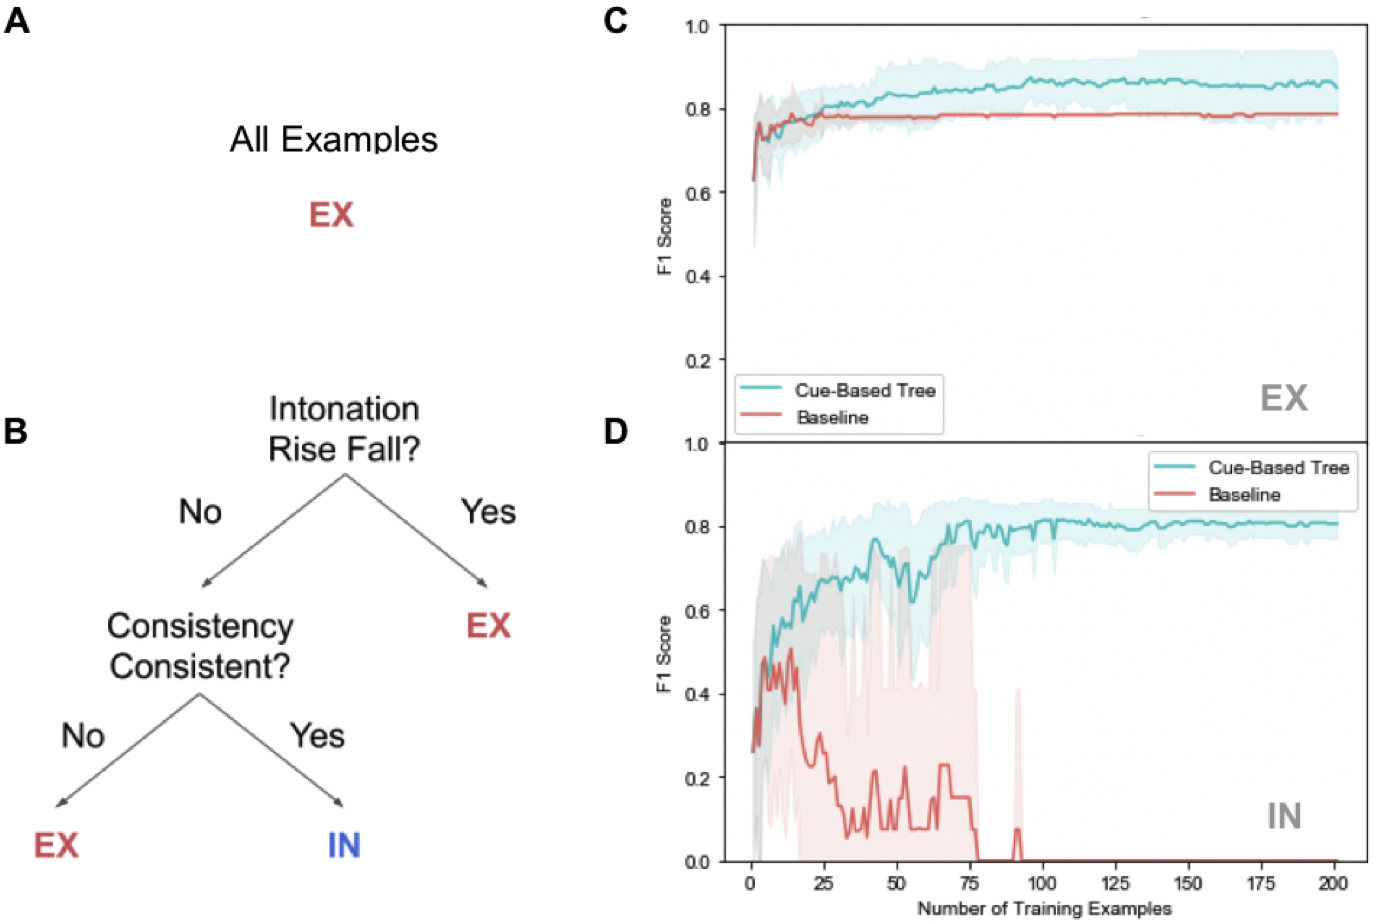 A
All Examples
EX
B
Intonation
Rise Fall?
No
Yes
Consistency
Consistent?
EX
No
Yes
EX
IN
C
1.0
0.8
0.6
0.4
0.2
F1 Score
Cue-Based Tree
Baseline
EX
D
1.0
0.8
0.6
0.4
0.2
0.0
F1 Score
Cue-Based Tree
Baseline
IN
0 25 50 75 100 125 150 175 200
Number of Training Examples